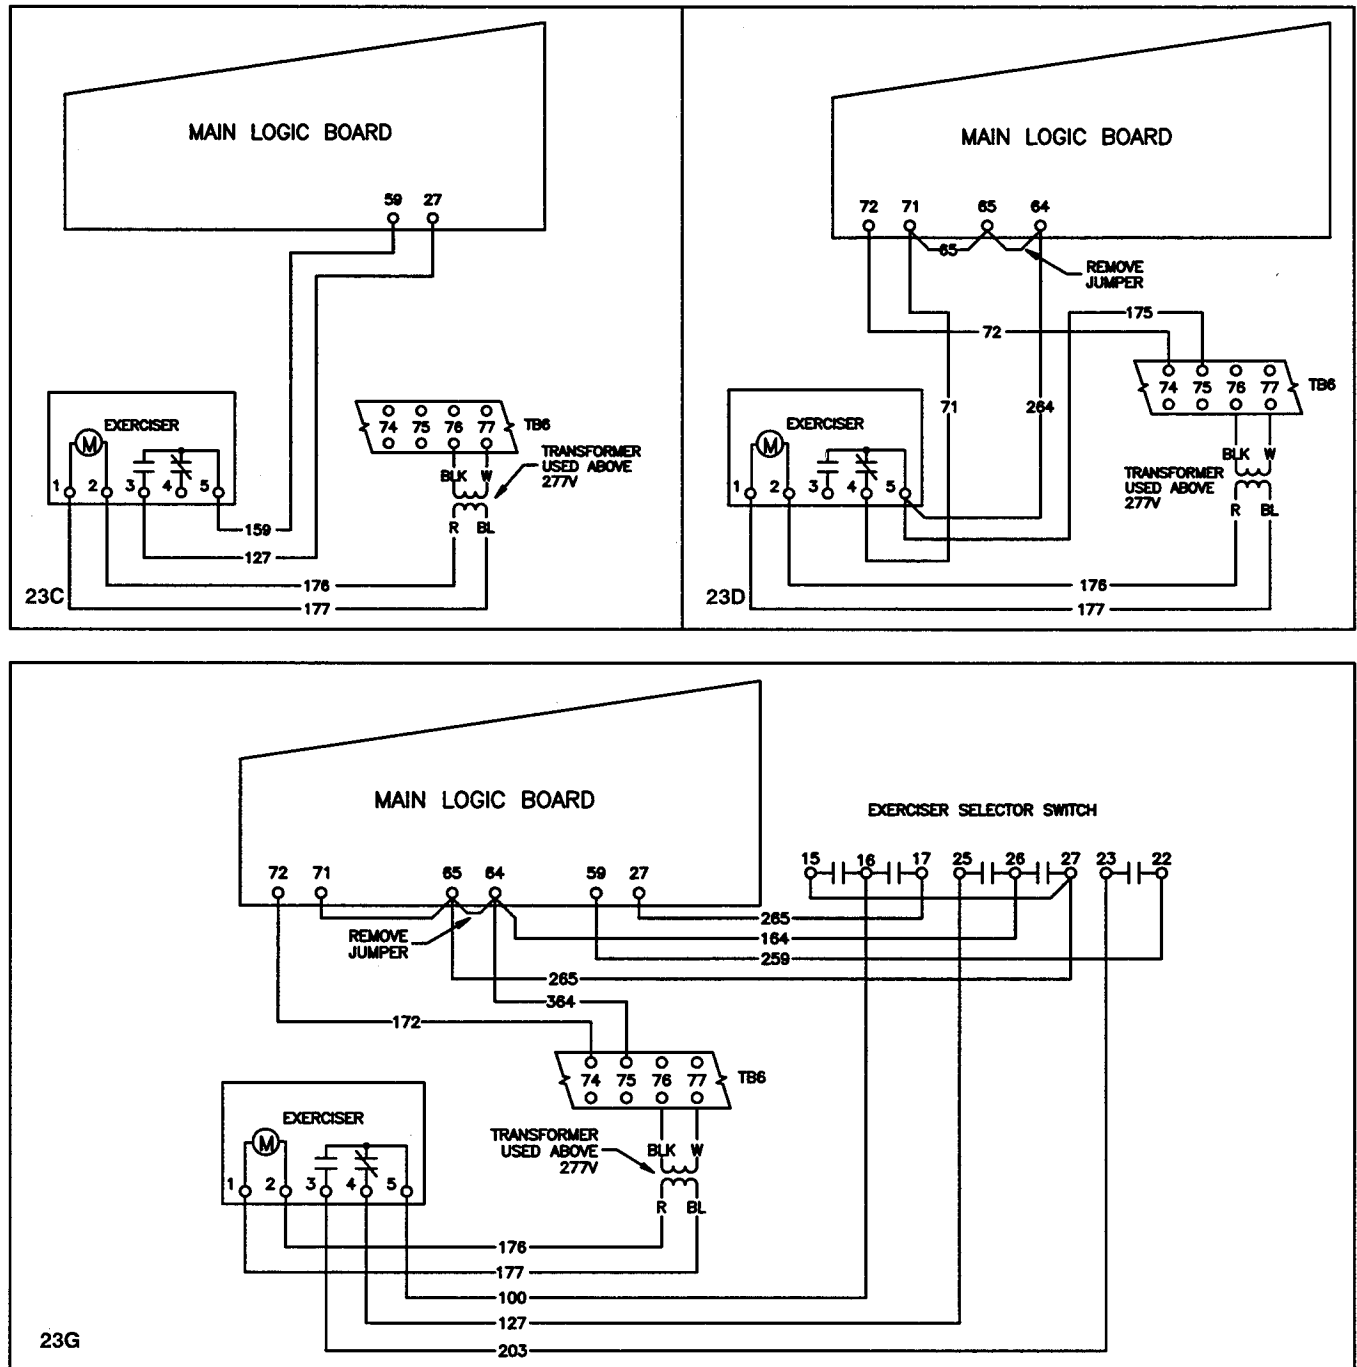 MAIN LOGIC BOARD
59 27
EXERCISER
M
1 2 3 4 5
74 75 76 77 TB6
TRANSFORMER
USED ABOVE
277V
BLK W
R BL
159
127
176
177
23C
MAIN LOGIC BOARD
72 71 65 64
65
REMOVE
JUMPER
175
72
74 75 76 77 TB6
71 264
EXERCISER
M
1 2 3 4 5
BLK W
TRANSFORMER
USED ABOVE
277V
R BL
176
177
23D
MAIN LOGIC BOARD
EXERCISER SELECTOR SWITCH
72 71 65 64 59 27
15 16 17 25 26 27 23 22
REMOVE
JUMPER
265
164
259
265
364
172
74 75 76 77 TB6
EXERCISER
M
1 2 3 4 5
TRANSFORMER
USED ABOVE
277V
BLK W
R BL
176
177
100
127
203
23G